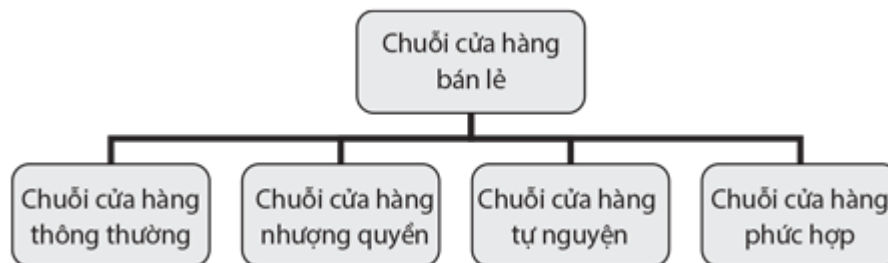 Chuỗi cửa hàng
bán lẻ
Chuỗi cửa hàng
thông thường
Chuỗi cửa hàng
nhượng quyển
Chuỗi cửa hàng
tự nguyện
Chuỗi cửa hàng
phức hợp